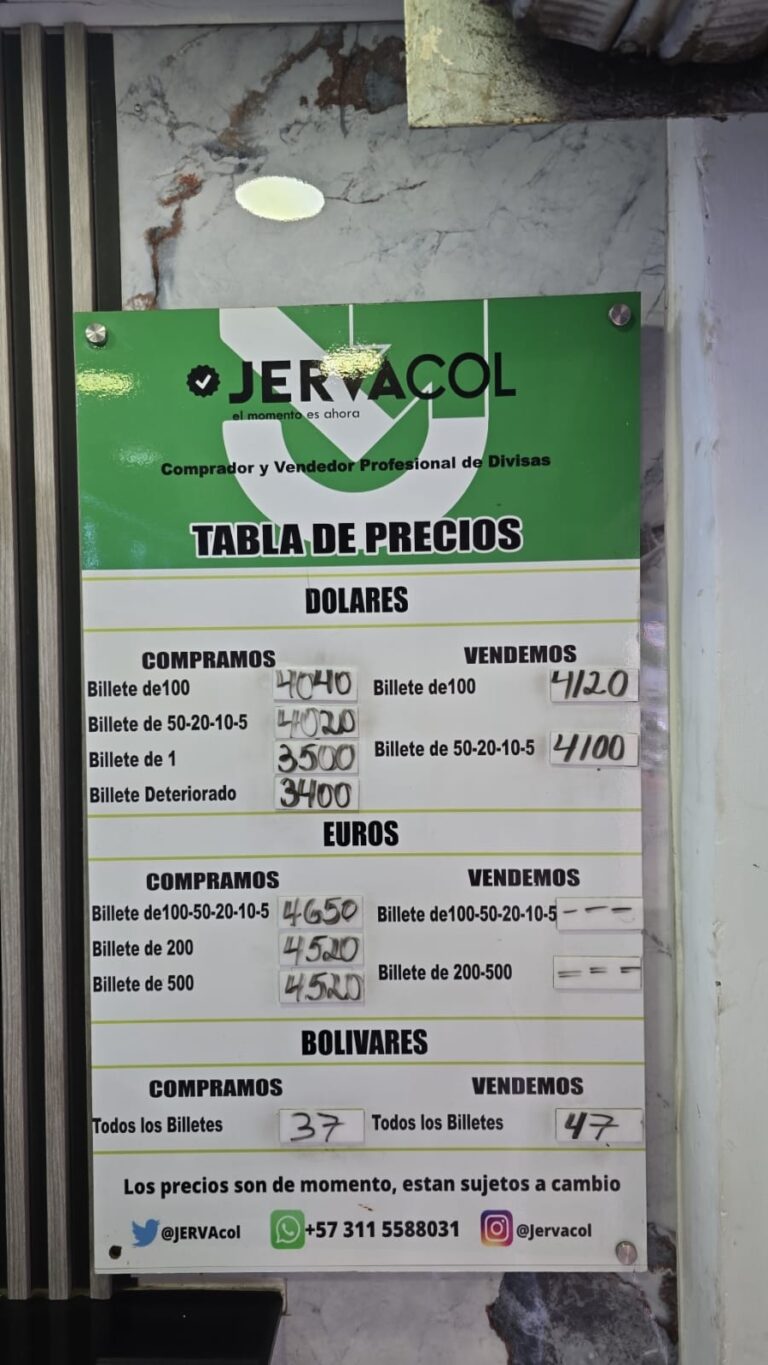 JERVACOL
el momento es ahora
Comprador y Vendedor Profesional de Divisas
TABLA DE PRECIOS
DOLARES
COMPRAMOS VENDEMOS
Billete de100 4040 Billete de100 4120
Billete de 50-20-10-5 4020
Billete de 50-20-10-5 4100
Billete de 1 3500
Billete Deteriorado 3400
EUROS
COMPRAMOS VENDEMOS
Billete de100-50-20-10-5 4650 Billete de100-50-20-10-5 ---
Billete de 200 4520
Billete de 200-500 ===
Billete de 500 4520
BOLIVARES
COMPRAMOS VENDEMOS
Todos los Billetes 37 Todos los Billetes 47
Los precios son de momento, estan sujetos a cambio
@JERVAcol +57 311 5588031 @Jervacol